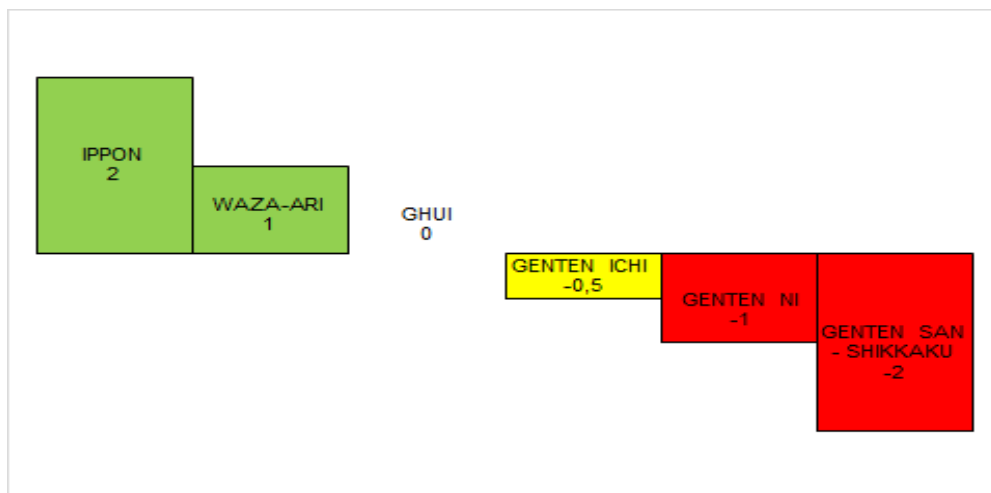 IPPON
2
WAZA-ARI
1
GHUI
0
GENTEN ICHI
-0,5
GENTEN NI
-1
GENTEN SAN
- SHIKKAKU
-2